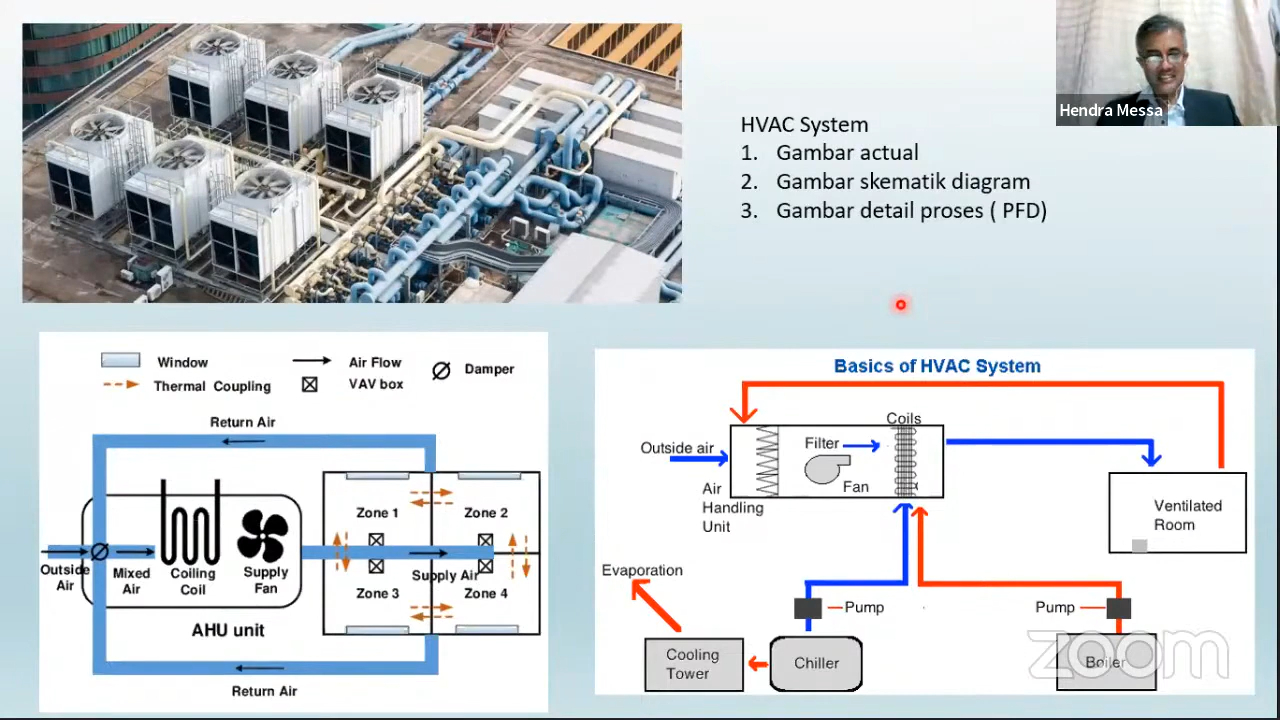 Hendra Messa
HVAC System
1. Gambar actual
2. Gambar skematik diagram
3. Gambar detail proses ( PFD)
Window
Air Flow
Damper
Thermal Coupling
VAV box
Return Air
Zone 1
Zone 2
Outside
Air
Mixed
Air
Coiling
Coil
Supply
Fan
Supply Air
Zone 3
Zone 4
AHU unit
Return Air
Basics of HVAC System
Coils
Outside air
Filter
Fan
Air
Handling
Unit
Ventilated
Room
Evaporation
Pump
Pump
Cooling
Tower
Chiller
Boiler
zoom